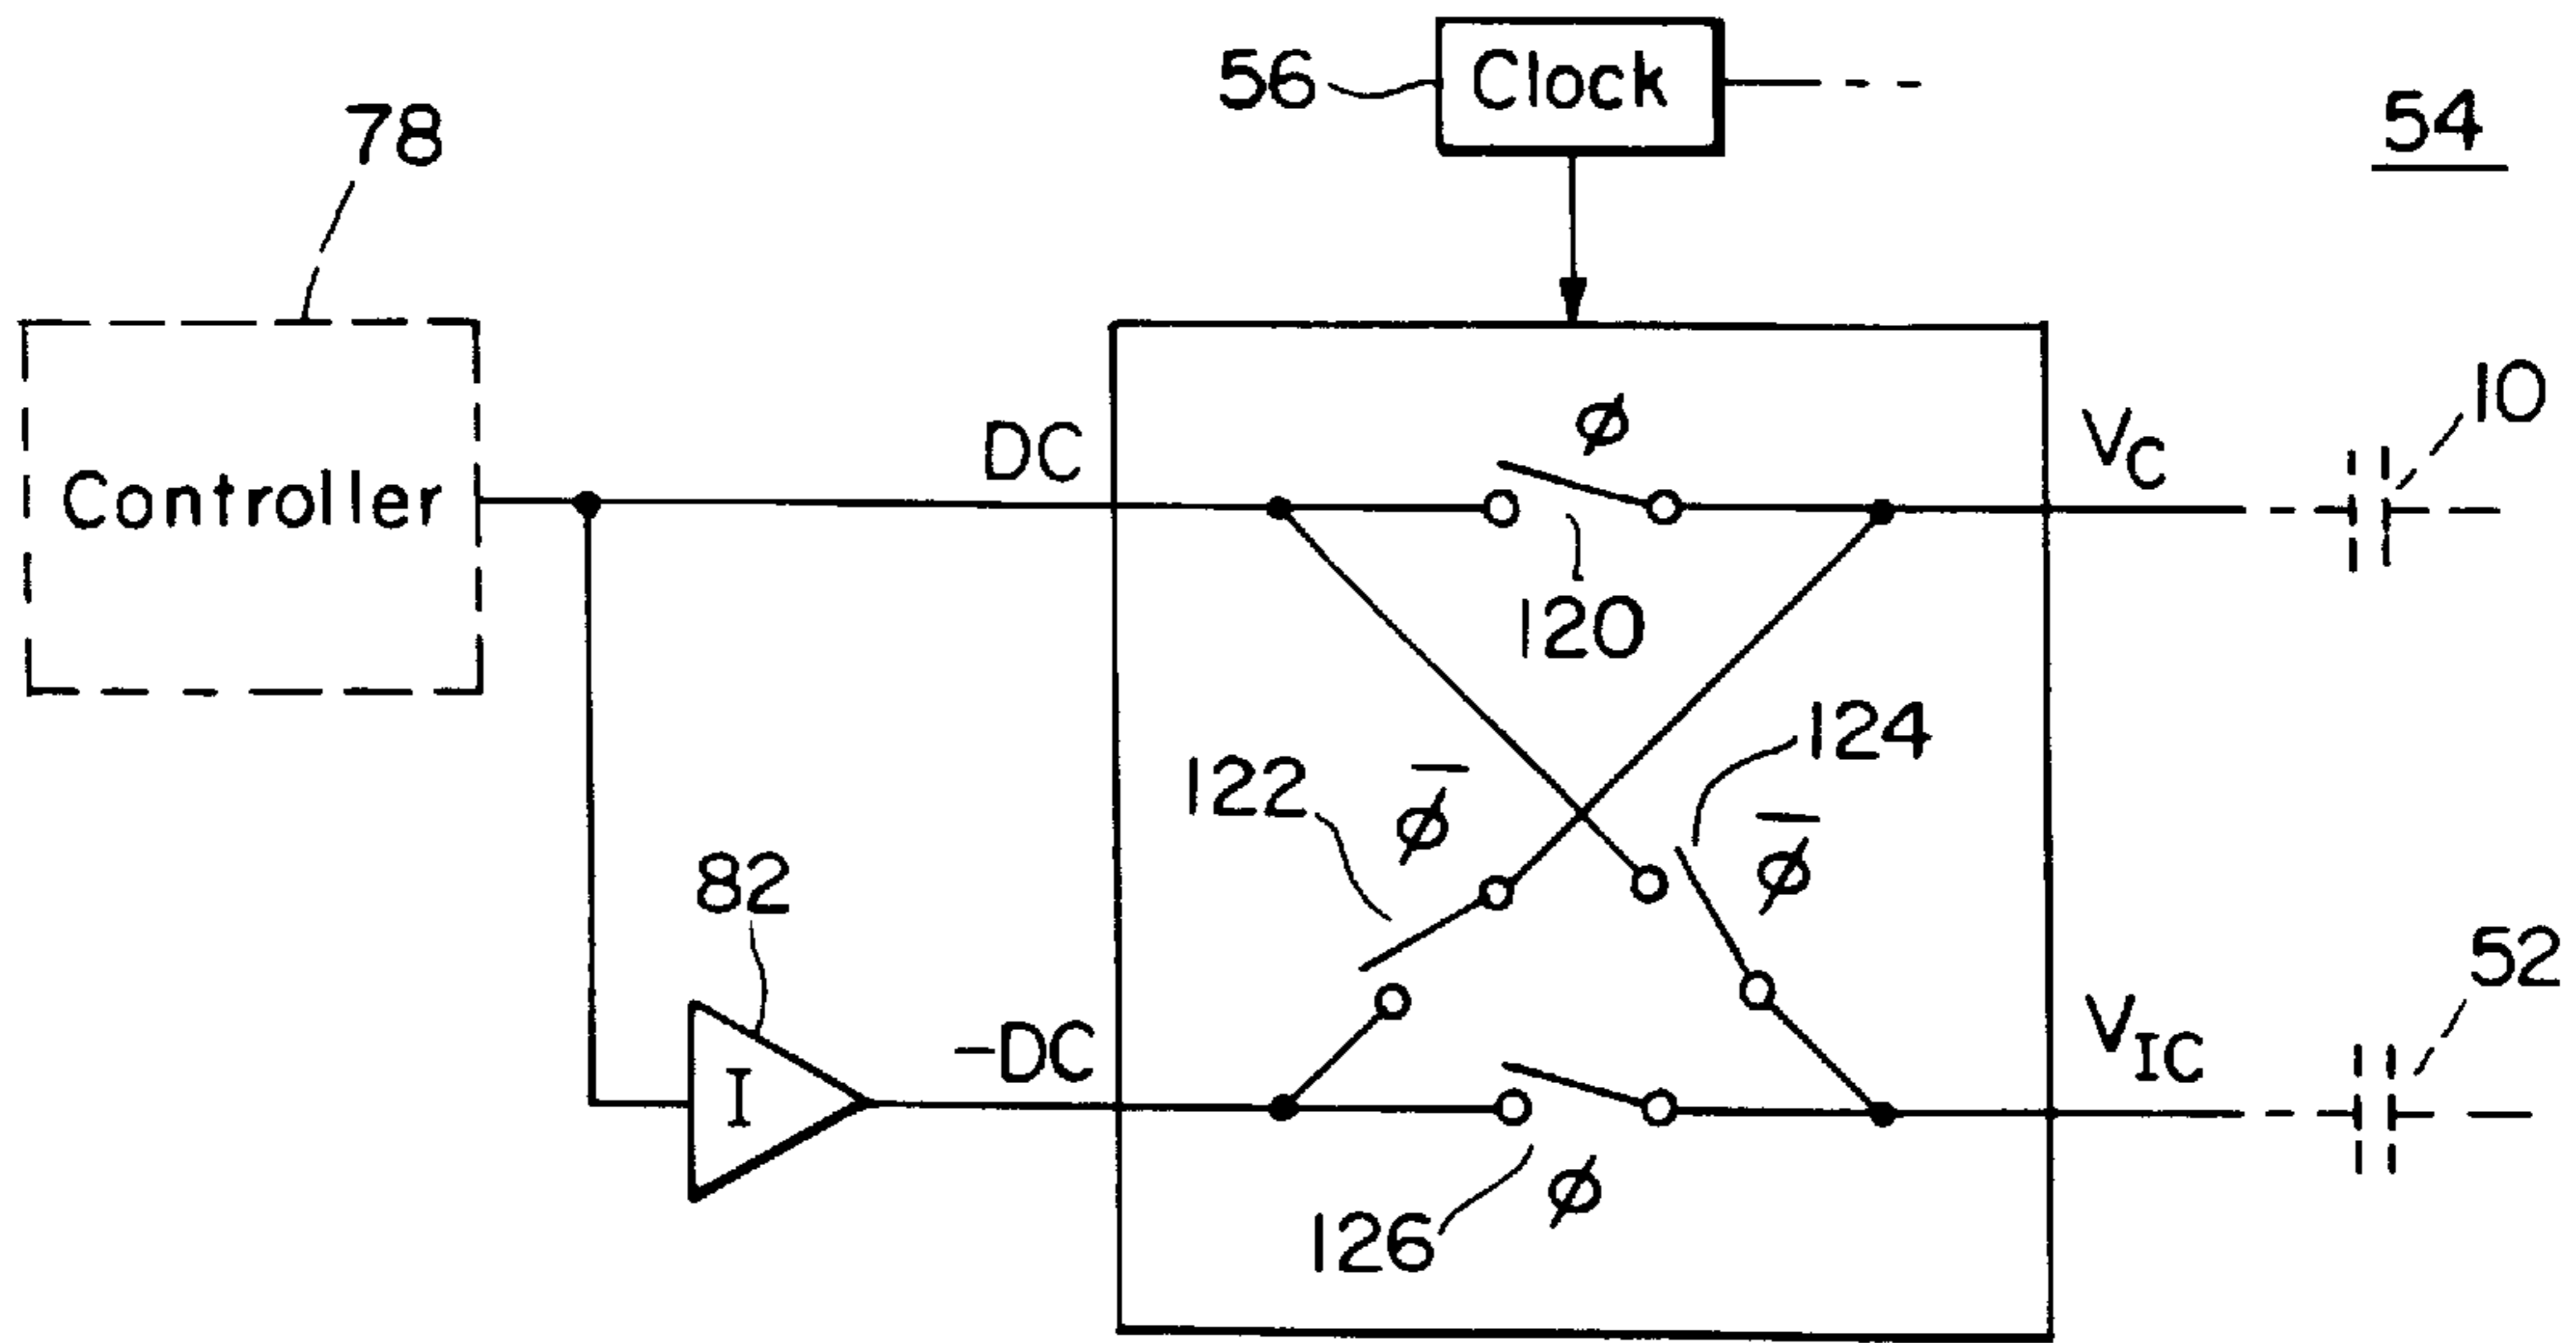 56
Clock
54
78
Controller
DC
ϕ
V_C
10
120
122
ϕ̅
124
ϕ̅
82
I
-DC
126
ϕ
V_IC
52